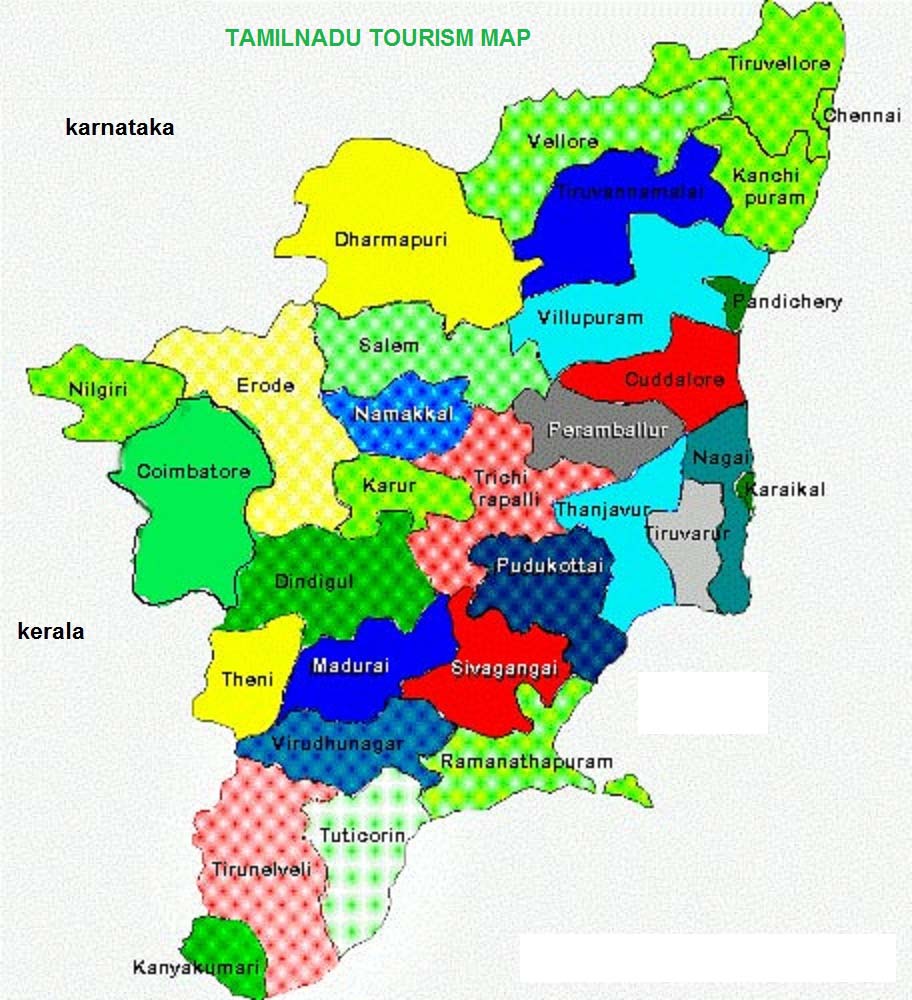 TAMILNADU TOURISM MAP
Tiruvellore
Chennai
karnataka
Vellore
Kanchi
puram
Tiruvannamalai
Dharmapuri
Pandichery
Villupuram
Salem
Cuddalore
Nilgiri
Erode
Namakkal
Peramballur
Nagai
Coimbatore
Karur
Trichi
rapalli
Karaikal
Thanjavur
Tiruvarur
Pudukottai
Dindigul
kerala
Madurai
Sivagangai
Theni
Virudhunagar
Ramanathapuram
Tuticorin
Tirunelveli
Kanyakumari